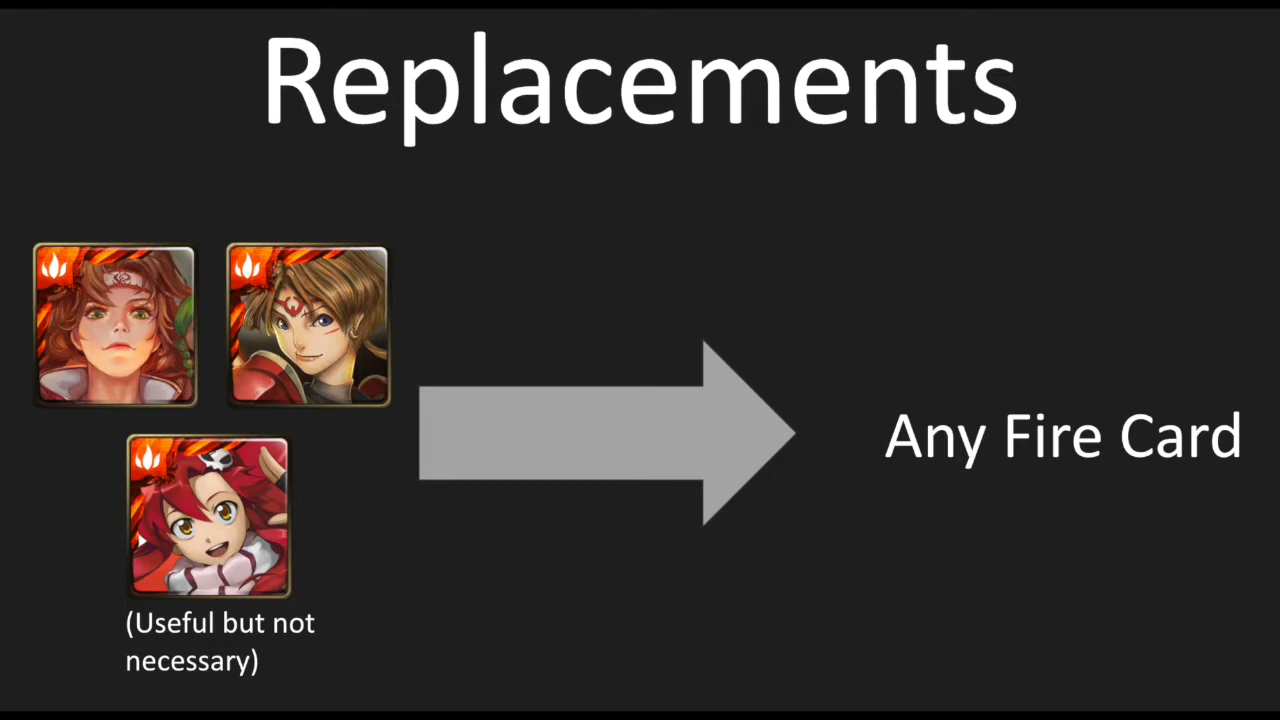 Replacements
Any Fire Card
(Useful but not
necessary)